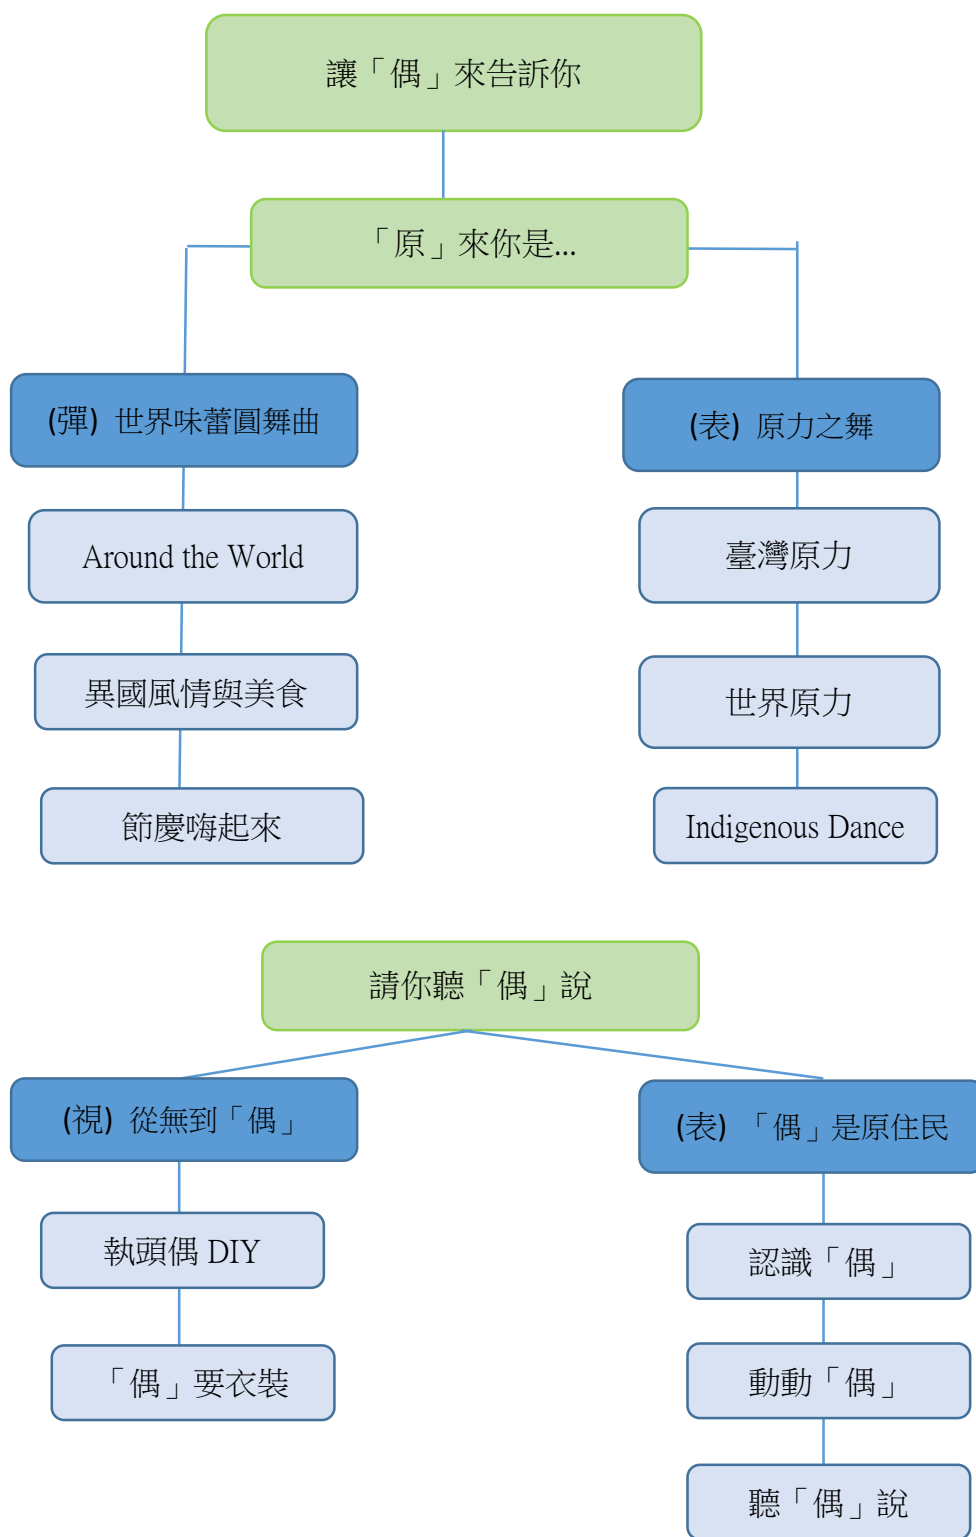 讓「偶」來告訴你
「原」來你是...
(彈) 世界味蕾圓舞曲
(表) 原力之舞
Around the World
臺灣原力
異國風情與美食
世界原力
節慶嗨起來
Indigenous Dance
請你聽「偶」說
(視) 從無到「偶」
(表) 「偶」是原住民
執頭偶 DIY
認識「偶」
「偶」要衣裝
動動「偶」
聽「偶」說